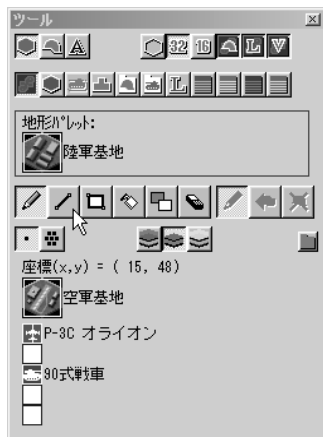 ツール
A 32 16 L V
L
地形ﾊﾟﾚｯﾄ:
陸軍基地
座標(x,y) = ( 15, 48)
空軍基地
P-3C オライオン
90式戦車